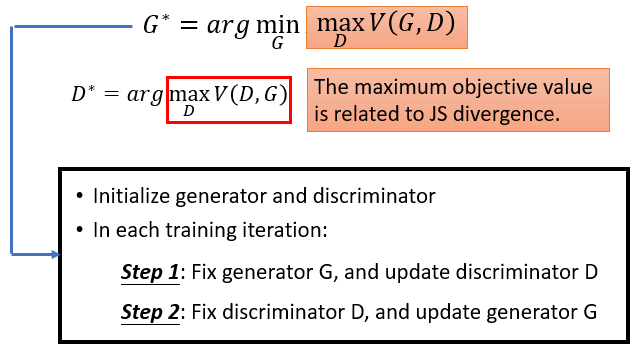 G* = arg min_G max_D V(G, D)
D* = arg max_D V(D, G)
The maximum objective value
is related to JS divergence.
• Initialize generator and discriminator
• In each training iteration:
Step 1: Fix generator G, and update discriminator D
Step 2: Fix discriminator D, and update generator G